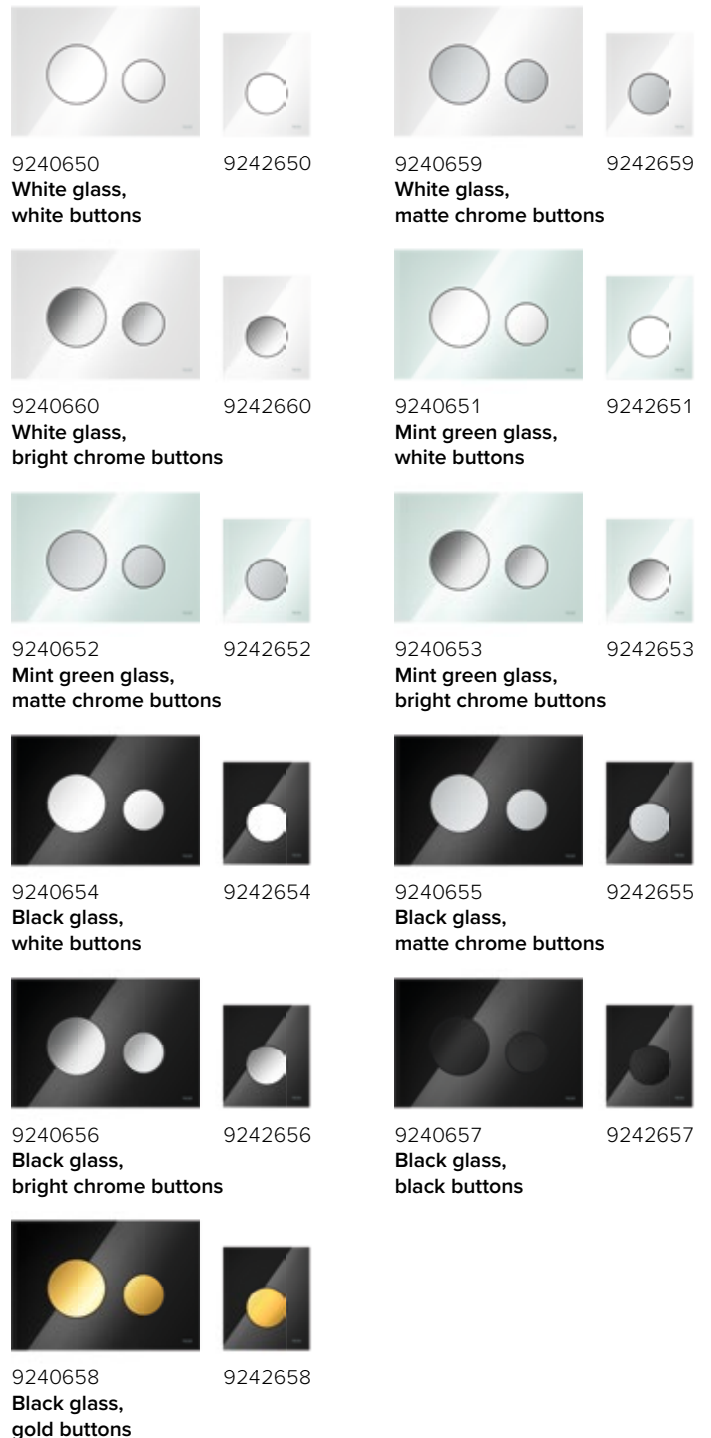 9240650
9242650
White glass,
white buttons
9240659
9242659
White glass,
matte chrome buttons
9240660
9242660
White glass,
bright chrome buttons
9240651
9242651
Mint green glass,
white buttons
9240652
9242652
Mint green glass,
matte chrome buttons
9240653
9242653
Mint green glass,
bright chrome buttons
9240654
9242654
Black glass,
white buttons
9240655
9242655
Black glass,
matte chrome buttons
9240656
9242656
Black glass,
bright chrome buttons
9240657
9242657
Black glass,
black buttons
9240658
9242658
Black glass,
gold buttons